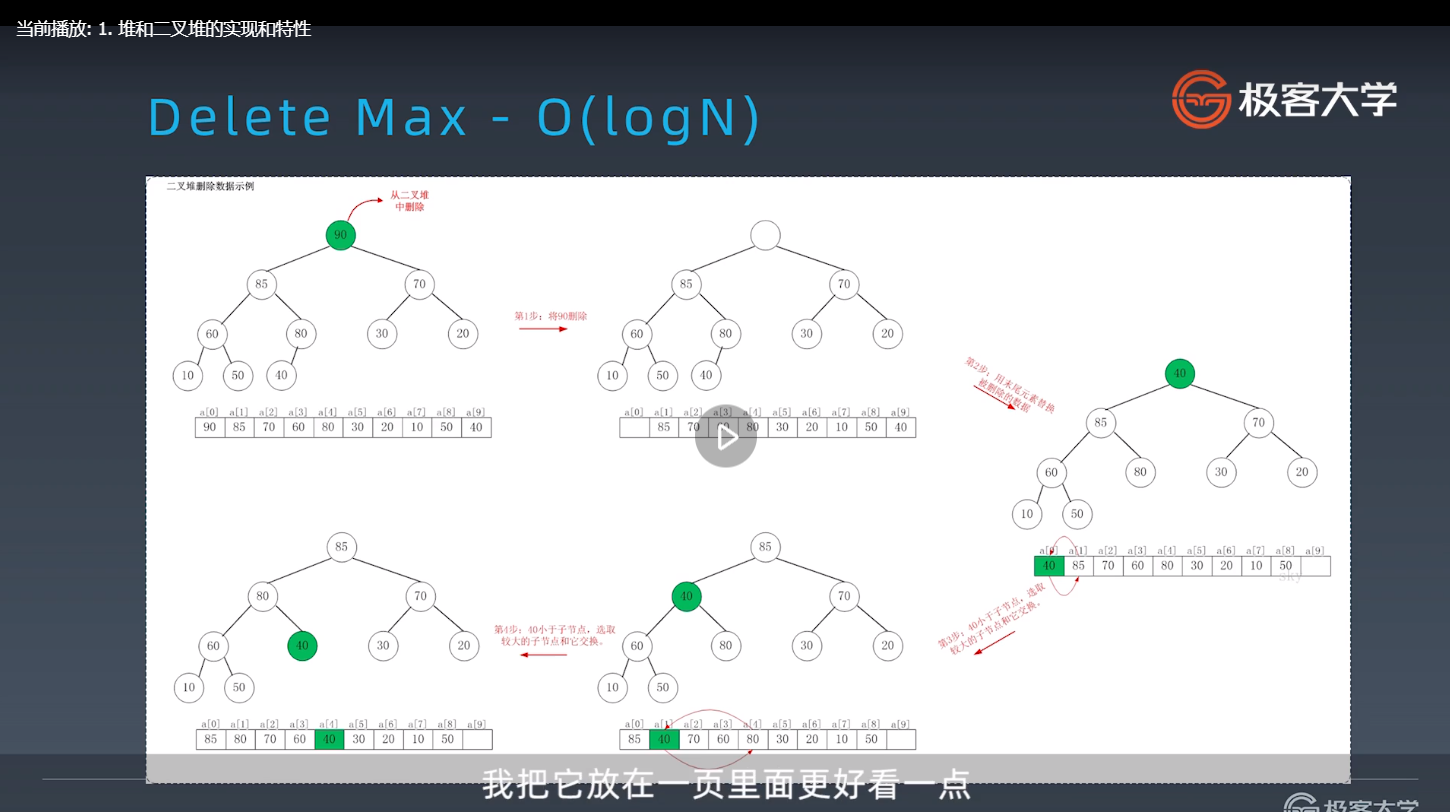 当前播放: 1. 堆和二叉堆的实现和特性
极客大学
Delete Max - O(logN)
二叉堆删除数据示例
从二叉堆
中删除
90
85
70
60
80
30
20
10
50
40
a[0] a[1] a[2] a[3] a[4] a[5] a[6] a[7] a[8] a[9]
90 85 70 60 80 30 20 10 50 40
第1步：将90删除
85
70
60
80
30
20
10
50
40
a[0] a[1] a[2] a[3] a[4] a[5] a[6] a[7] a[8] a[9]
85 70 60 80 30 20 10 50 40
第2步：用末尾元素替换
被删除的数据
40
85
70
60
80
30
20
10
50
a[0] a[1] a[2] a[3] a[4] a[5] a[6] a[7] a[8] a[9]
40 85 70 60 80 30 20 10 50
sky
第3步：40小于子节点，选取
较大的子节点和它交换。
85
40
70
60
80
30
20
10
50
a[0] a[1] a[2] a[3] a[4] a[5] a[6] a[7] a[8] a[9]
85 40 70 60 80 30 20 10 50
第4步：40小于子节点，选取
较大的子节点和它交换。
85
80
70
60
40
30
20
10
50
a[0] a[1] a[2] a[3] a[4] a[5] a[6] a[7] a[8] a[9]
85 80 70 60 40 30 20 10 50
我把它放在一页里面更好看一点
极客大学